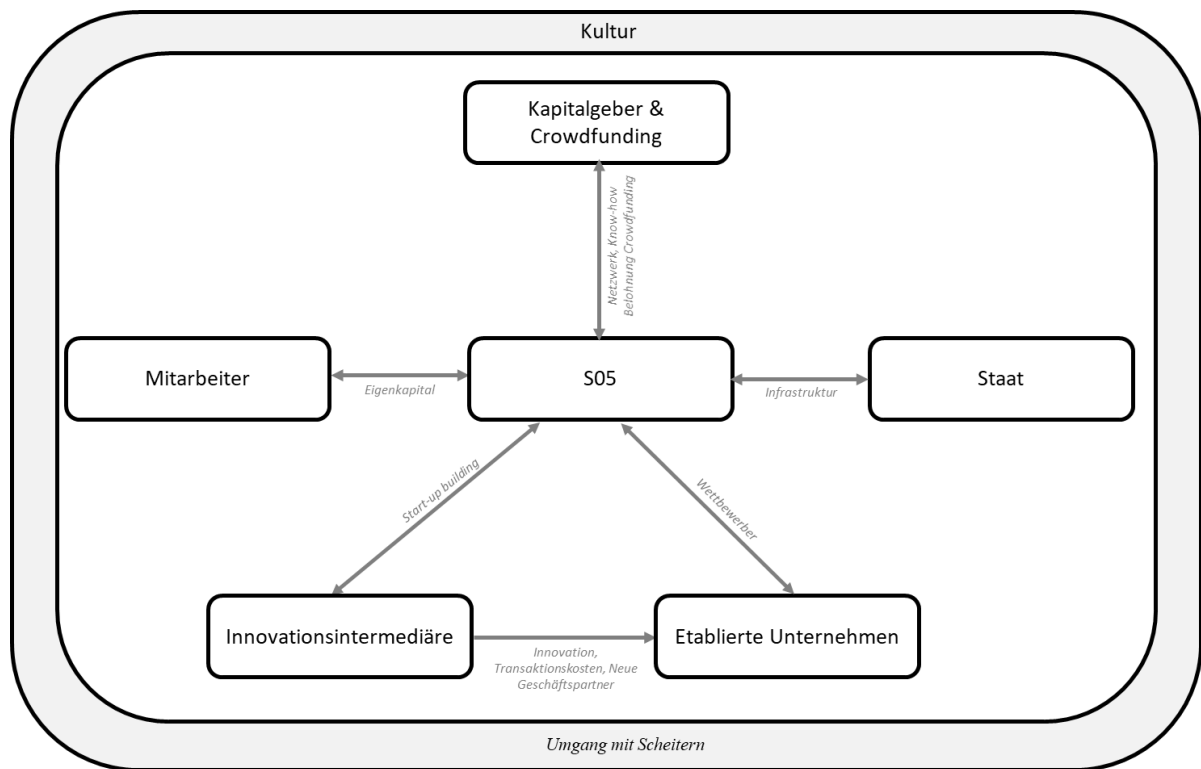 Kultur
Kapitalgeber &
Crowdfunding
Netzwerk, Know-how
Belohnung Crowdfunding
Mitarbeiter
Eigenkapital
S05
Infrastruktur
Staat
Start-up building
Wettbewerber
Innovationsintermediäre
Innovation,
Transaktionskosten, Neue
Geschäftspartner
Etablierte Unternehmen
Umgang mit Scheitern